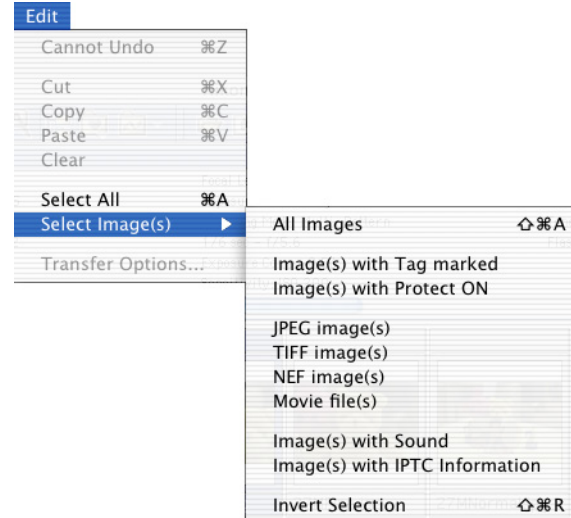 Edit
Cannot Undo ⌘Z
Cut ⌘X
Copy ⌘C
Paste ⌘V
Clear
Select All ⌘A
Select Image(s)
Transfer Options...
All Images ⇧⌘A
Image(s) with Tag marked
Image(s) with Protect ON
JPEG image(s)
TIFF image(s)
NEF image(s)
Movie file(s)
Image(s) with Sound
Image(s) with IPTC Information
Invert Selection ⇧⌘R